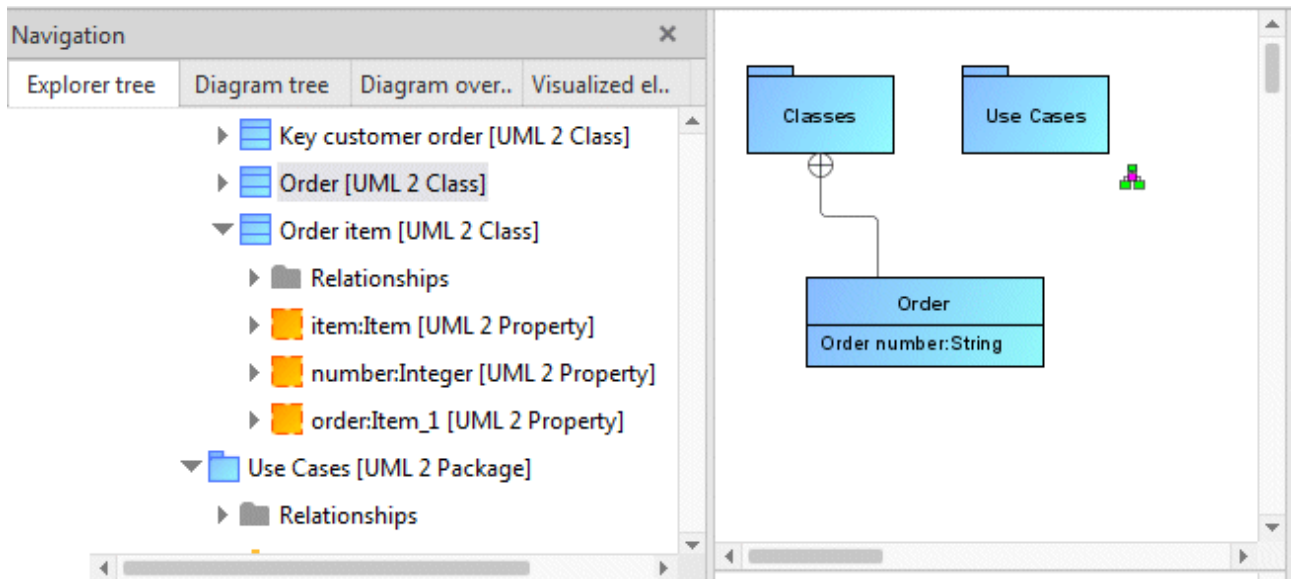 Navigation
Explorer tree
Diagram tree
Diagram over..
Visualized el..
Key customer order [UML 2 Class]
Order [UML 2 Class]
Order item [UML 2 Class]
Relationships
item:Item [UML 2 Property]
number:Integer [UML 2 Property]
order:Item_1 [UML 2 Property]
Use Cases [UML 2 Package]
Relationships
Classes
Use Cases
Order
Order number:String